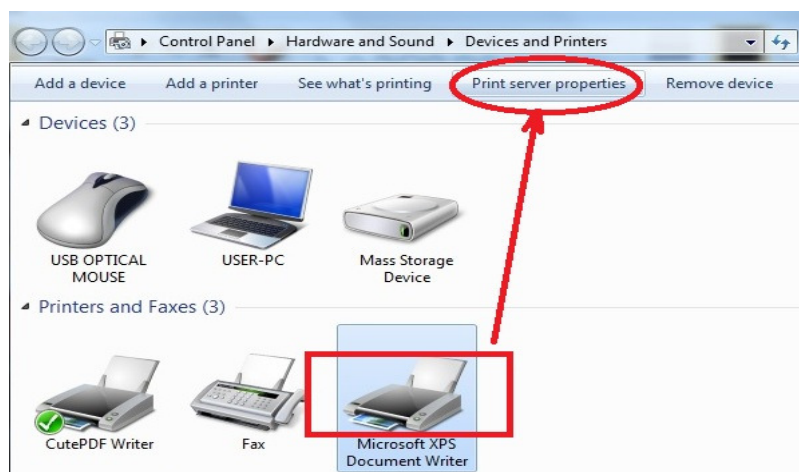 Control Panel ▸ Hardware and Sound ▸ Devices and Printers
Add a device Add a printer See what's printing Print server properties Remove device
Devices (3)
USB OPTICAL
MOUSE
USER-PC
Mass Storage
Device
Printers and Faxes (3)
CutePDF Writer
Fax
Microsoft XPS
Document Writer